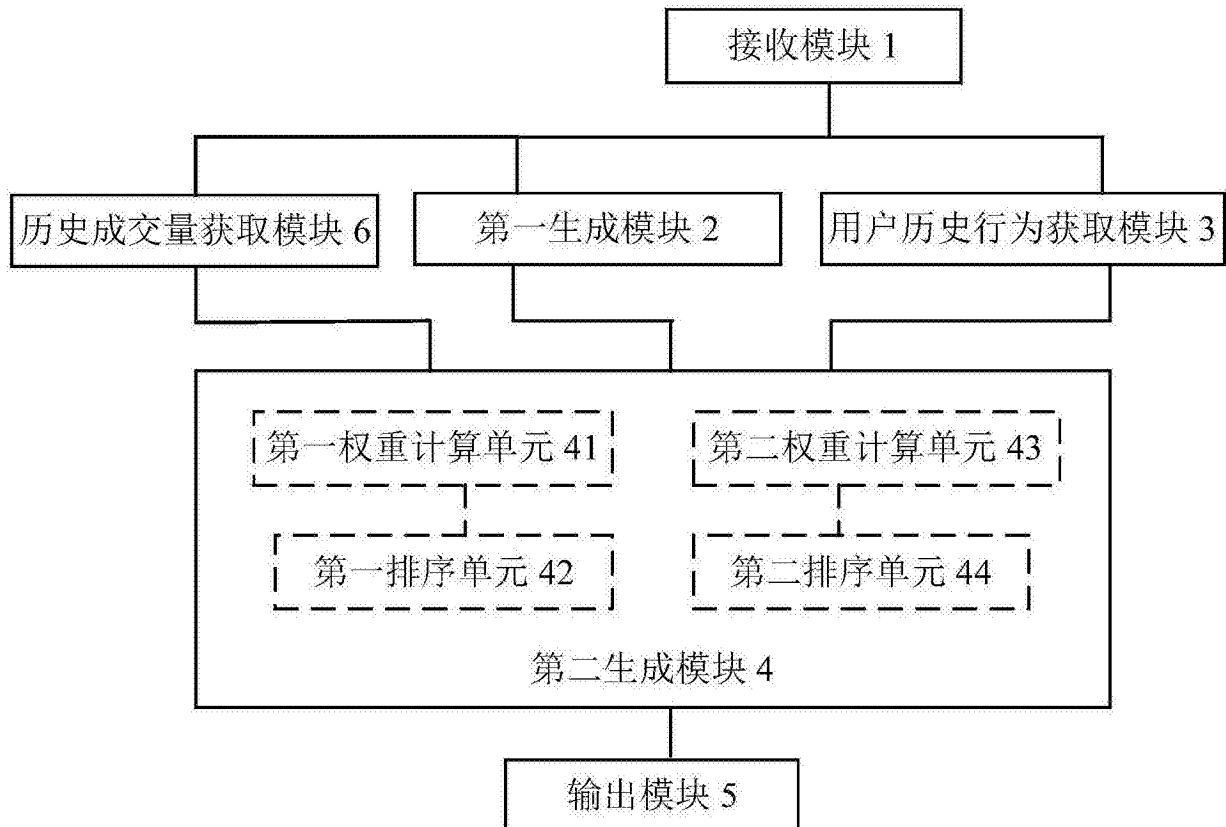 接收模块 1
历史成交量获取模块 6
第一生成模块 2
用户历史行为获取模块 3
第一权重计算单元 41
第二权重计算单元 43
第一排序单元 42
第二排序单元 44
第二生成模块 4
输出模块 5